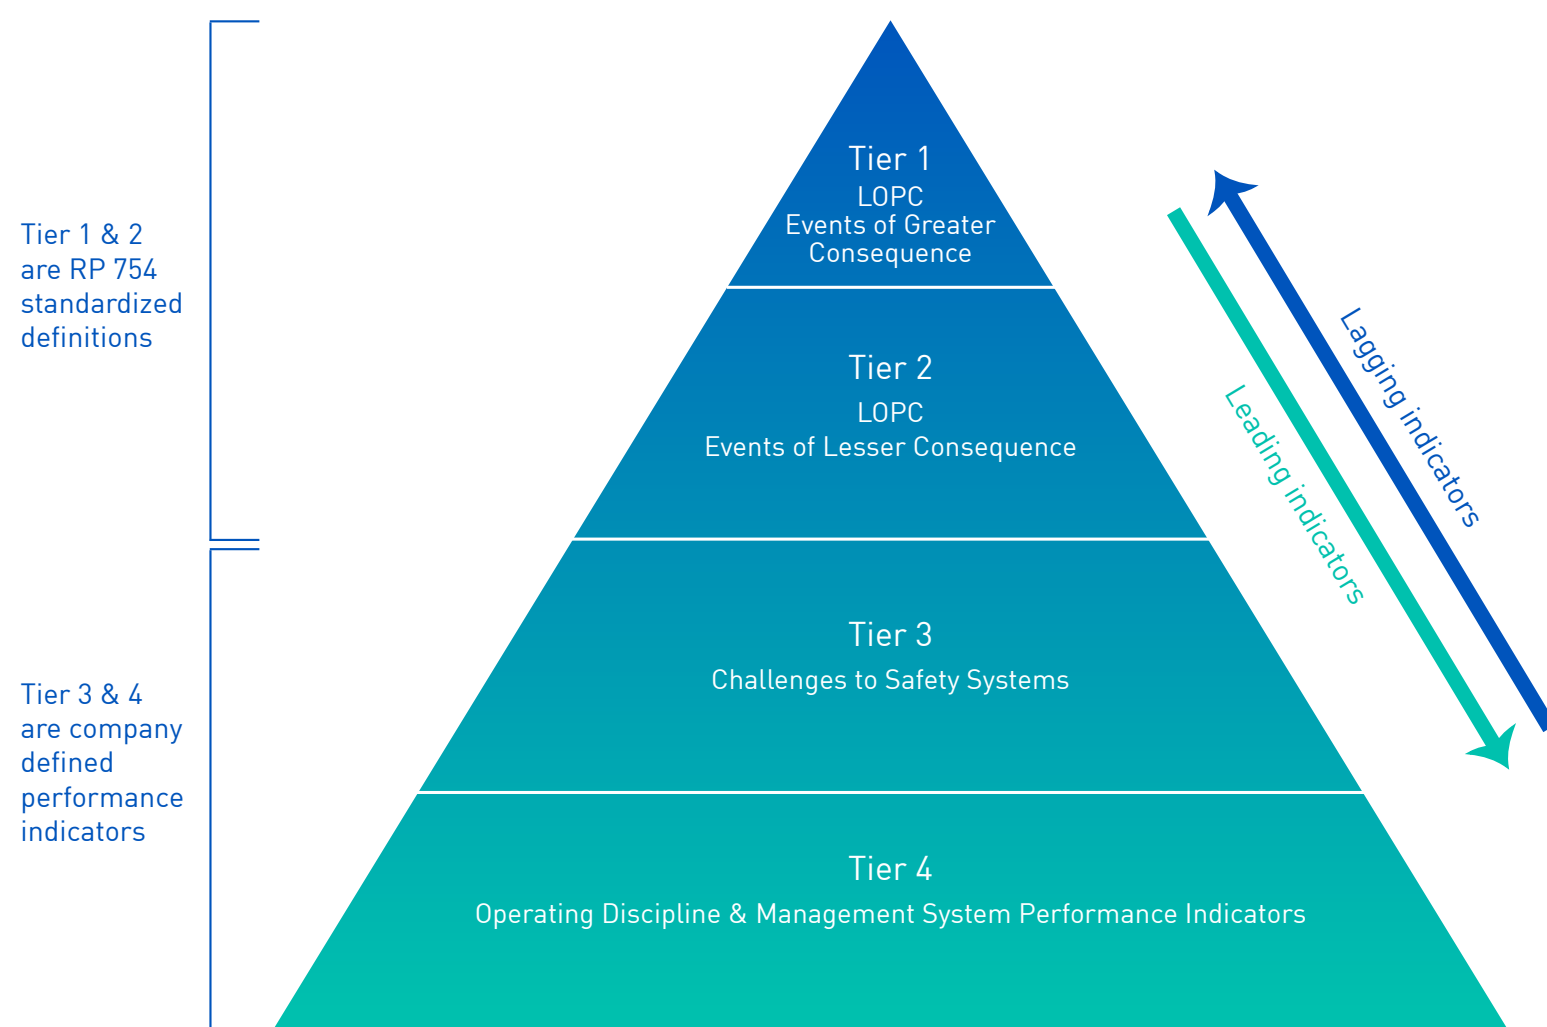 Tier 1 & 2
are RP 754
standardized
definitions
Tier 3 & 4
are company
defined
performance
indicators
Tier 1
LOPC
Events of Greater
Consequence
Tier 2
LOPC
Events of Lesser Consequence
Tier 3
Challenges to Safety Systems
Tier 4
Operating Discipline & Management System Performance Indicators
Leading indicators
Lagging indicators